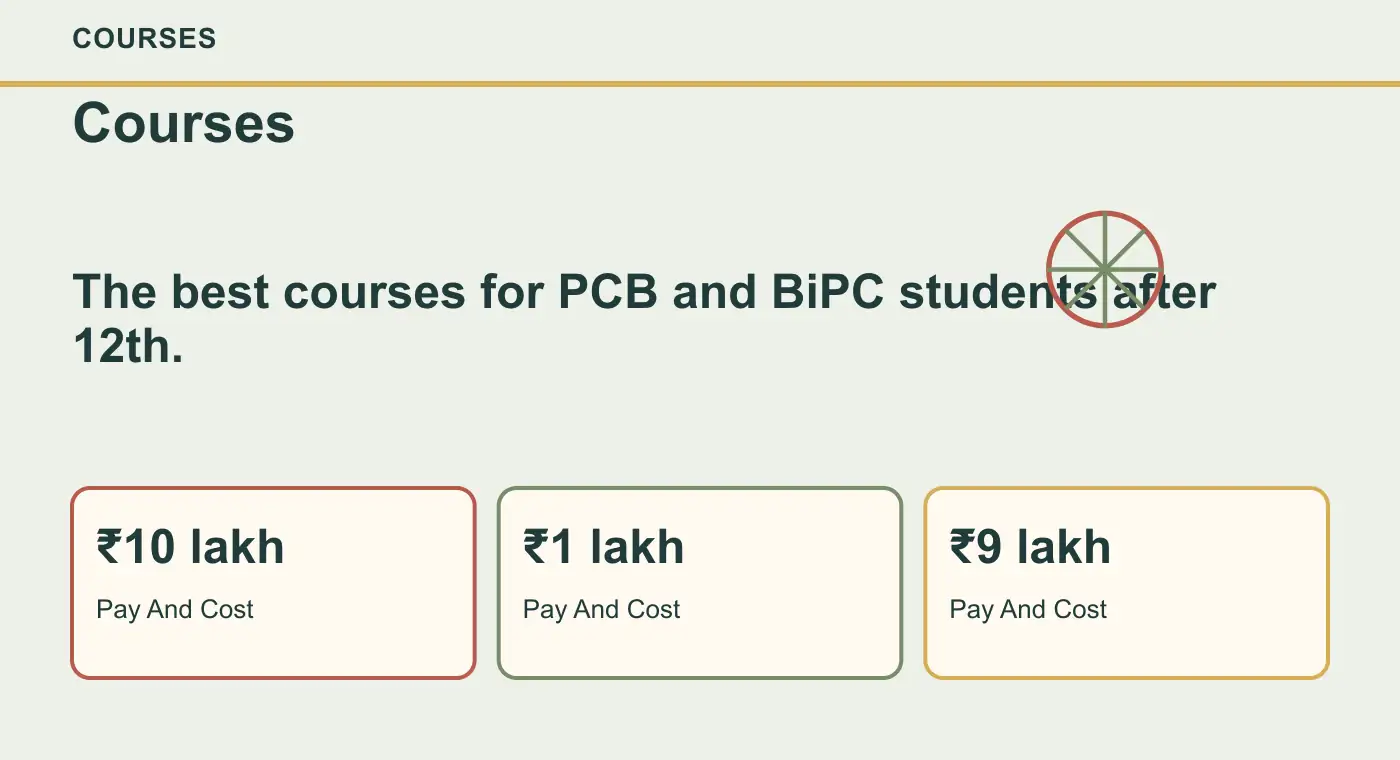 COURSES
Courses
The best courses for PCB and BiPC students after
12th.
₹10 lakh
Pay And Cost
₹1 lakh
Pay And Cost
₹9 lakh
Pay And Cost